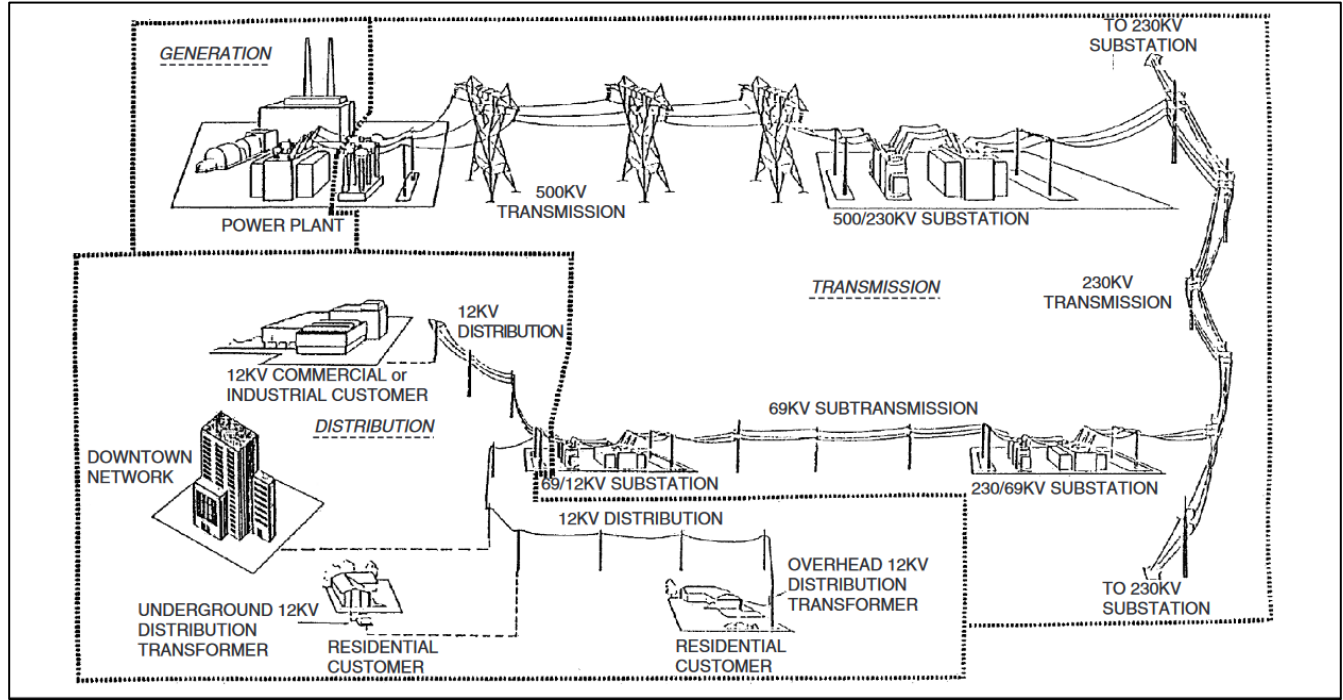 GENERATION
TO 230KV
SUBSTATION
POWER PLANT
500KV
TRANSMISSION
500/230KV SUBSTATION
TRANSMISSION
230KV
TRANSMISSION
12KV
DISTRIBUTION
12KV COMMERCIAL or
INDUSTRIAL CUSTOMER
DISTRIBUTION
69KV SUBTRANSMISSION
DOWNTOWN
NETWORK
69/12KV SUBSTATION
230/69KV SUBSTATION
12KV DISTRIBUTION
OVERHEAD 12KV
DISTRIBUTION
TRANSFORMER
TO 230KV
SUBSTATION
UNDERGROUND 12KV
DISTRIBUTION
TRANSFORMER
RESIDENTIAL
CUSTOMER
RESIDENTIAL
CUSTOMER